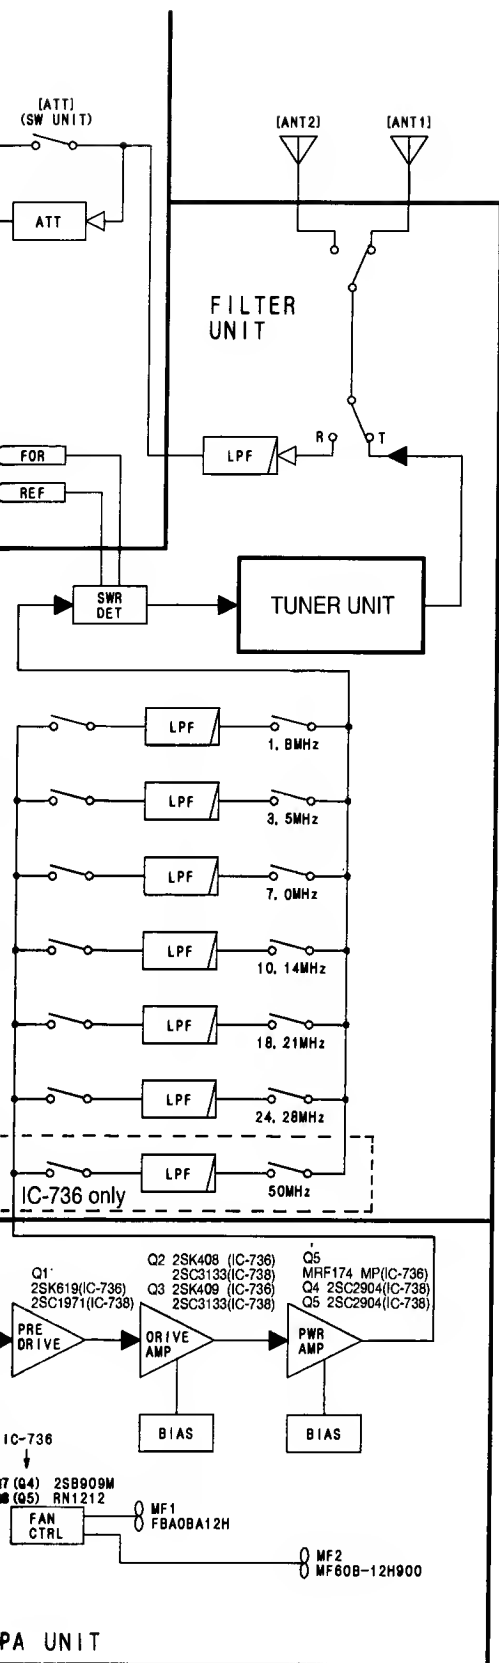 [ATT]
(SW UNIT)
[ANT2]
[ANT1]
ATT
FILTER
UNIT
FOR
REF
R
T
LPF
SWR
DET
TUNER UNIT
LPF
1, 8MHz
LPF
3, 5MHz
LPF
7, 0MHz
LPF
10, 14MHz
LPF
18, 21MHz
LPF
24, 28MHz
LPF
50MHz
IC-736 only
Q1
2SK619(IC-736)
2SC1971(IC-738)
Q2 2SK408 (IC-736)
2SC3133(IC-738)
Q3 2SK409 (IC-736)
2SC3133(IC-738)
Q5
MRF174 MP(IC-736)
Q4 2SC2904(IC-738)
Q5 2SC2904(IC-738)
PRE
DRIVE
DRIVE
AMP
PWR
AMP
BIAS
BIAS
IC-736
(Q4) 2SB909M
(Q5) RN1212
FAN
CTRL
MF1
FBA08A12H
MF2
MF60B-12H900
PA UNIT